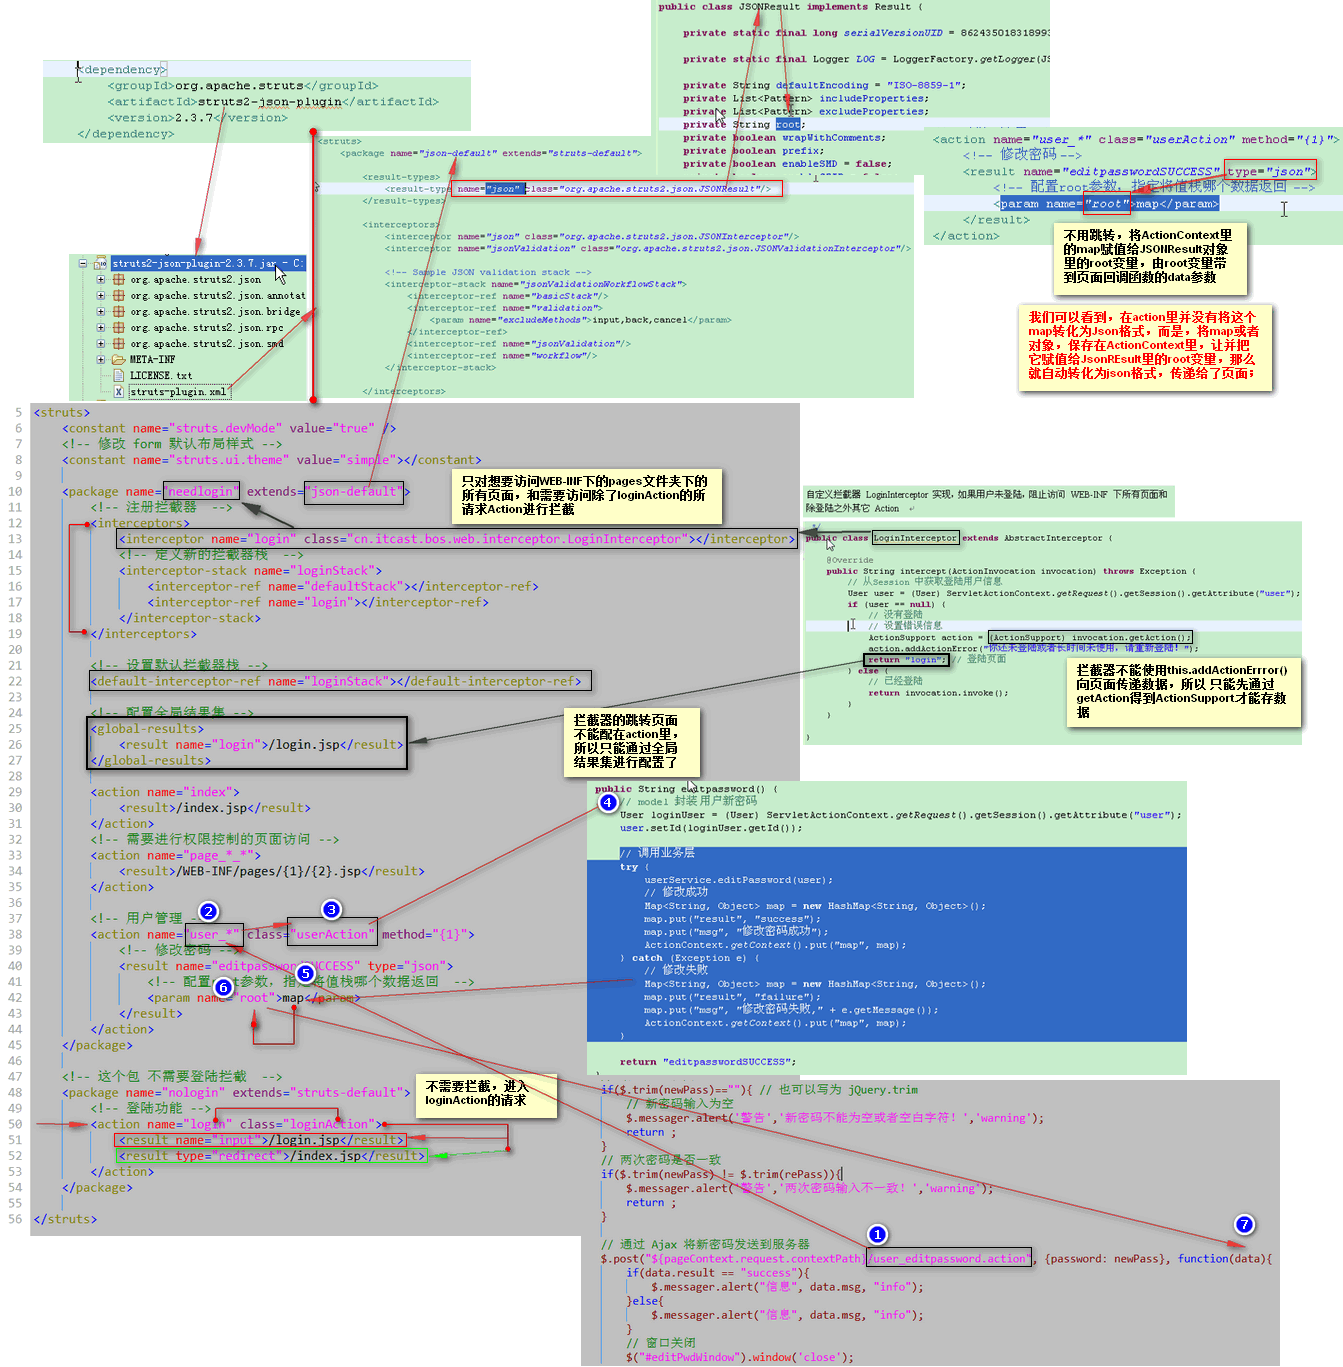 public class JSONResult implements Result {
private static final long serialVersionUID = 8624350183189931
private static final Logger LOG = LoggerFactory.getLogger(JS
private String defaultEncoding = "ISO-8859-1";
private List<Pattern> includeProperties;
private List<Pattern> excludeProperties;
private String root;
private boolean wrapWithComments;
private boolean prefix;
private boolean enableSMD = false;
<dependency>
<groupId>org.apache.struts</groupId>
<artifactId>struts2-json-plugin</artifactId>
<version>2.3.7</version>
</dependency>
<struts>
<package name="json-default" extends="struts-default">
<result-types>
<result-type name="json" class="org.apache.struts2.json.JSONResult"/>
</result-types>
<interceptors>
<interceptor name="json" class="org.apache.struts2.json.JSONInterceptor"/>
<interceptor name="jsonValidation" class="org.apache.struts2.json.JSONValidationInterceptor"/>
<!-- Sample JSON validation stack -->
<interceptor-stack name="jsonValidationWorkflowStack">
<interceptor-ref name="basicStack"/>
<interceptor-ref name="validation">
<param name="excludeMethods">input,back,cancel</param>
</interceptor-ref>
<interceptor-ref name="jsonValidation"/>
<interceptor-ref name="workflow"/>
</interceptor-stack>
</interceptors>
<action name="user_*" class="userAction" method="{1}">
<!-- 修改密码 -->
<result name="editpasswordSUCCESS" type="json">
<!-- 配置root参数，指定将值栈哪个数据返回 -->
<param name="root">map</param>
</result>
</action>
不用跳转，将ActionContext里
的map赋值给JSONResult对象
里的root变量，由root变量带
到页面回调函数的data参数
我们可以看到，在action里并没有将这个
map转化为Json格式，而是，将map或者
对象，保存在ActionContext里，让并把
它赋值给JsonREsult里的root变量，那么
就自动转化为json格式，传递给了页面；
struts2-json-plugin-2.3.7.jar - C:
org.apache.struts2.json
org.apache.struts2.json.annotat
org.apache.struts2.json.bridge
org.apache.struts2.json.rpc
org.apache.struts2.json.smd
META-INF
LICENSE.txt
struts-plugin.xml
5 <struts>
6 <constant name="struts.devMode" value="true" />
7 <!-- 修改 form 默认布局样式 -->
8 <constant name="struts.ui.theme" value="simple"></constant>
9
10 <package name="needlogin" extends="json-default">
11 <!-- 注册拦截器 -->
12 <interceptors>
13 <interceptor name="login" class="cn.itcast.bos.web.interceptor.LoginInterceptor"></interceptor>
14 <!-- 定义新的拦截器栈 -->
15 <interceptor-stack name="loginStack">
16 <interceptor-ref name="defaultStack"></interceptor-ref>
17 <interceptor-ref name="login"></interceptor-ref>
18 </interceptor-stack>
19 </interceptors>
20
21 <!-- 设置默认拦截器栈 -->
22 <default-interceptor-ref name="loginStack"></default-interceptor-ref>
23
24 <!-- 配置全局结果集 -->
25 <global-results>
26 <result name="login">/login.jsp</result>
27 </global-results>
28
29 <action name="index">
30 <result>/index.jsp</result>
31 </action>
32 <!-- 需要进行权限控制的页面访问 -->
33 <action name="page_*_*">
34 <result>/WEB-INF/pages/{1}/{2}.jsp</result>
35 </action>
36
37 <!-- 用户管理 -
38 <action name="user_*" class="userAction" method="{1}">
39 <!-- 修改密码 -->
40 <result name="editpasswordSUCCESS" type="json">
41 <!-- 配置 参数，指 将值栈哪个数据返回 -->
42 <param name="root">map</param>
43 </result>
44 </action>
45 </package>
46
47 <!-- 这个包 不需要登陆拦截 -->
48 <package name="nologin" extends="struts-default">
49 <!-- 登陆功能 -->
50 <action name="login" class="loginAction">
51 <result name="input">/login.jsp</result>
52 <result type="redirect">/index.jsp</result>
53 </action>
54 </package>
55
56 </struts>
只对想要访问WEB-INF下的pages文件夹下的
所有页面，和需要访问除了loginAction的所
请求Action进行拦截
自定义拦截器 LoginInterceptor 实现，如果用户未登陆，阻止访问 WEB-INF 下所有页面和
除登陆之外其它 Action
public class LoginInterceptor extends AbstractInterceptor {
@Override
public String intercept(ActionInvocation invocation) throws Exception {
// 从Session 中获取登陆用户信息
User user = (User) ServletActionContext.getRequest().getSession().getAttribute("user");
if (user == null) {
// 没有登陆
// 设置错误信息
ActionSupport action = (ActionSupport) invocation.getAction();
action.addActionError("你还未登陆或者长时间未使用，请重新登陆！");
return "login"; // 登陆页面
} else {
// 已经登陆
return invocation.invoke();
}
}
}
拦截器不能使用this.addActionErrror()
向页面传递数据，所以 只能先通过
getAction得到ActionSupport才能存数
据
拦截器的跳转页面
不能配在action里，
所以只能通过全局
结果集进行配置了
public String editpassword() {
// model 封装 用户新密码
User loginUser = (User) ServletActionContext.getRequest().getSession().getAttribute("user");
user.setId(loginUser.getId());
// 调用业务层
try {
userService.editPassword(user);
// 修改成功
Map<String, Object> map = new HashMap<String, Object>();
map.put("result", "success");
map.put("msg", "修改密码成功");
ActionContext.getContext().put("map", map);
} catch (Exception e) {
// 修改失败
Map<String, Object> map = new HashMap<String, Object>();
map.put("result", "failure");
map.put("msg", "修改密码失败," + e.getMessage());
ActionContext.getContext().put("map", map);
}
return "editpasswordSUCCESS";
不需要拦截，进入
loginAction的请求
if($.trim(newPass)==""){ // 也可以写为 jQuery.trim
// 新密码输入为空
$.messager.alert('警告','新密码不能为空或者空白字符！','warning');
return ;
}
// 两次密码是否一致
if($.trim(newPass) != $.trim(rePass)){
$.messager.alert('警告','两次密码输入不一致！','warning');
return ;
}
// 通过 Ajax 将新密码发送到服务器
$.post("${pageContext.request.contextPath}/user_editpassword.action", {password: newPass}, function(data){
if(data.result == "success"){
$.messager.alert("信息", data.msg, "info");
}else{
$.messager.alert("信息", data.msg, "info");
}
// 窗口关闭
$("#editPwdWindow").window('close');
1
2
3
4
5
6
7